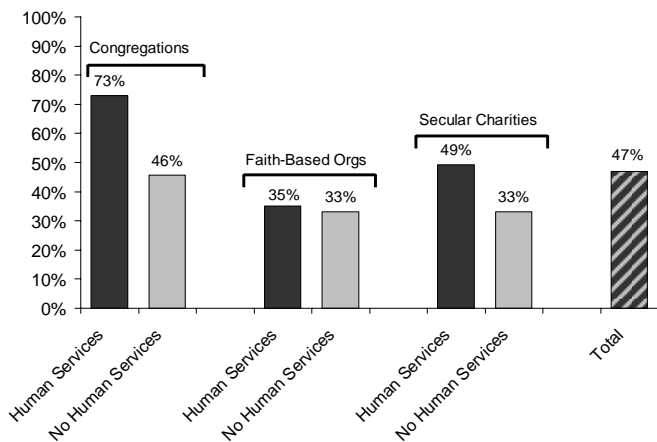 100%
90%
80%
70%
60%
50%
40%
30%
20%
10%
0%
Congregations
73%
46%
Faith-Based Orgs
35%
33%
Secular Charities
49%
33%
47%
Human Services
No Human Services
Human Services
No Human Services
Human Services
No Human Services
Total